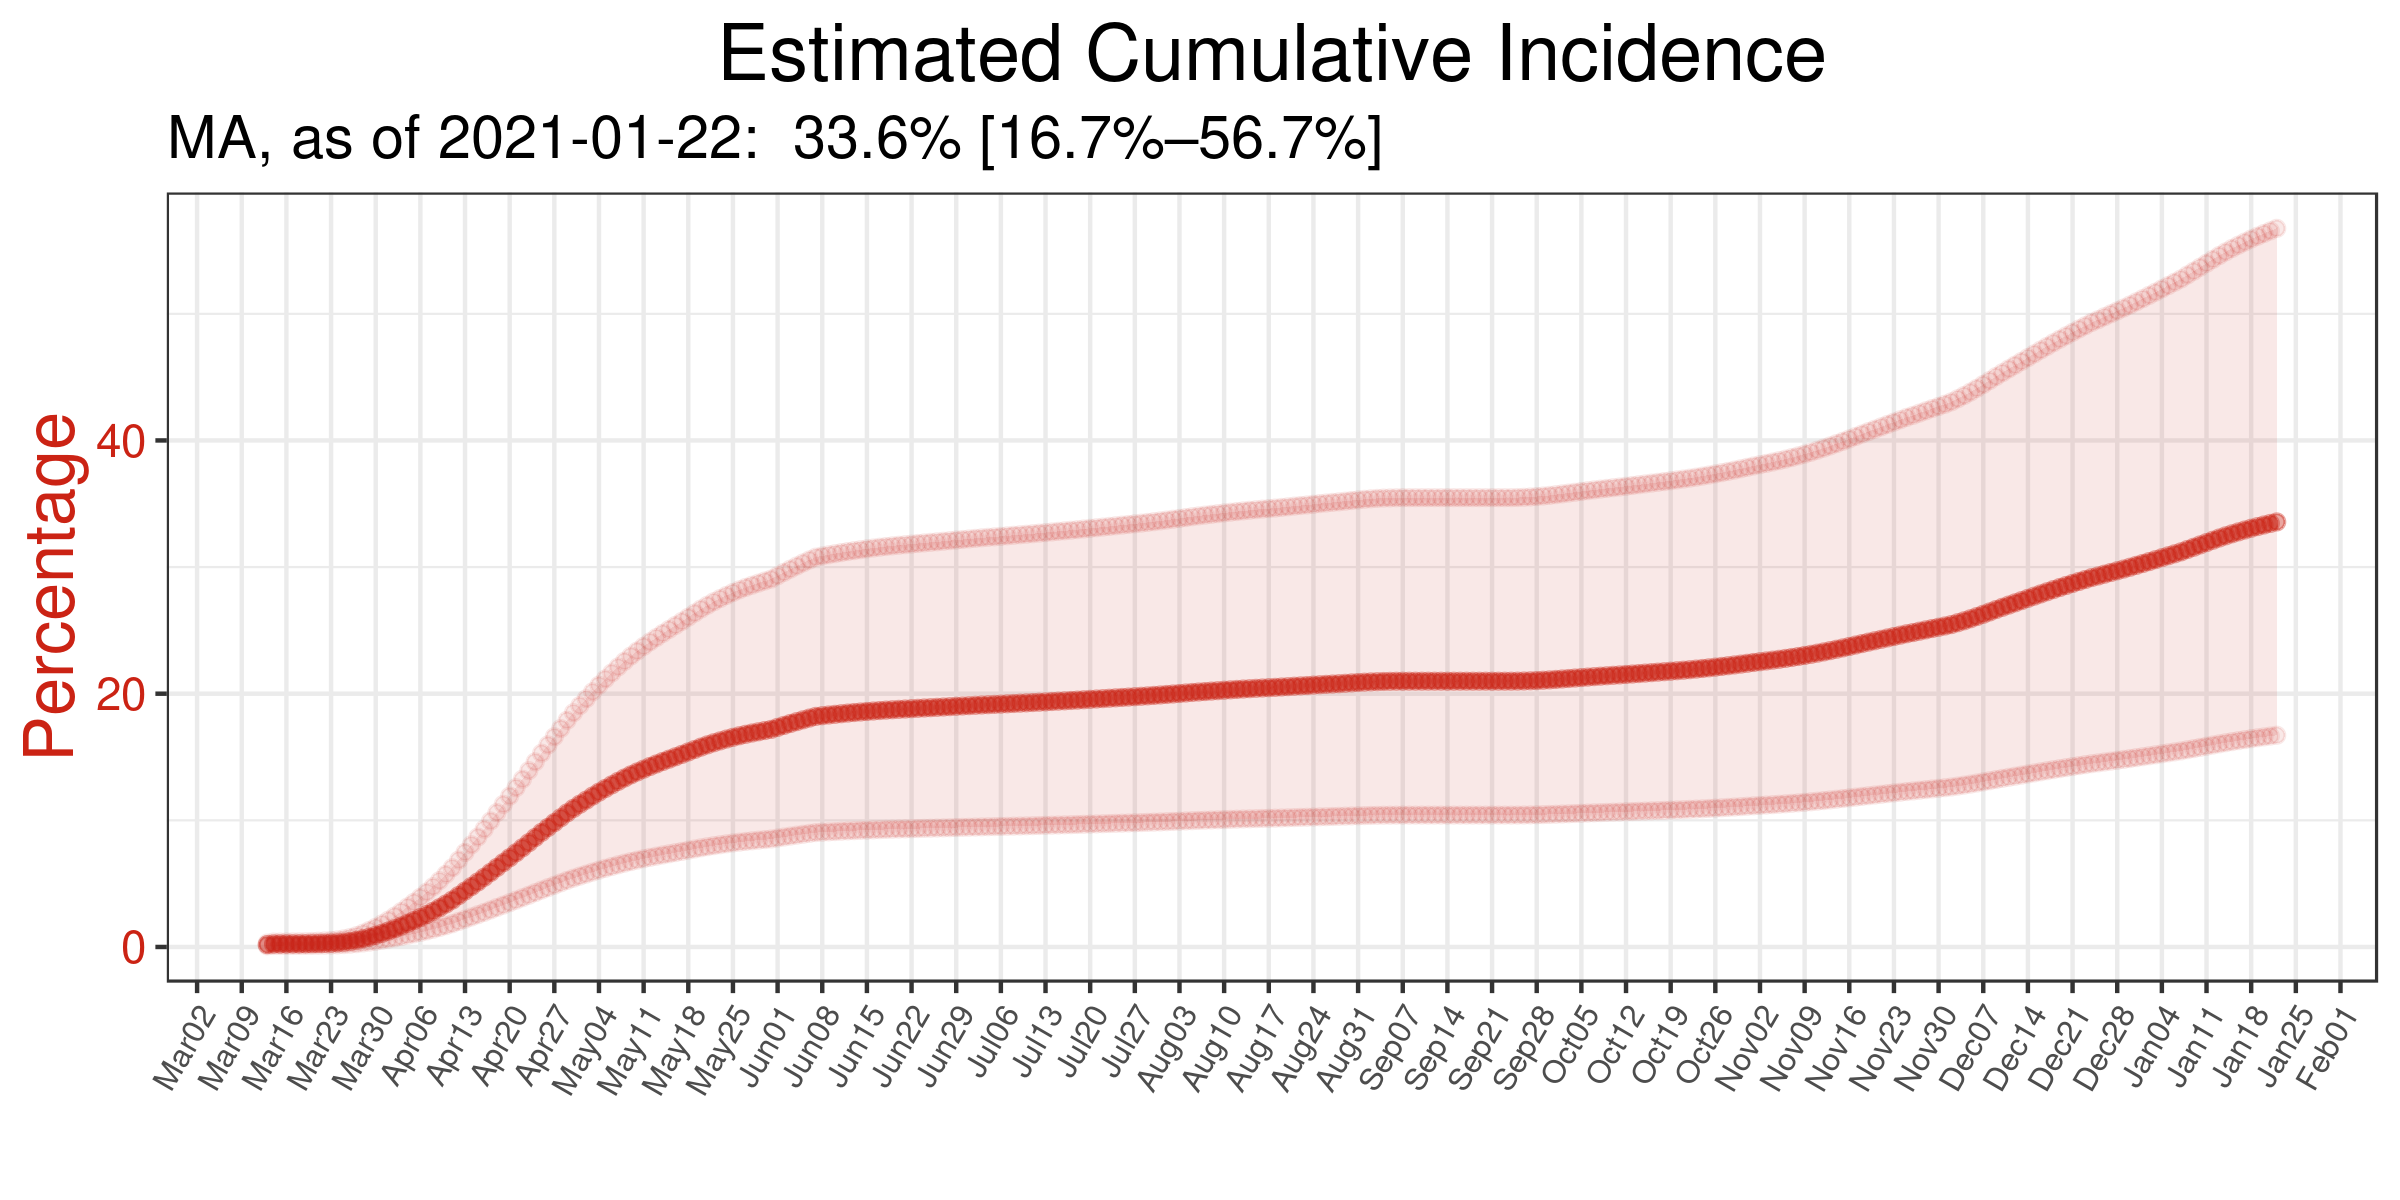 Estimated Cumulative Incidence
MA, as of 2021-01-22:  33.6% [16.7%–56.7%]
Percentage
40
20
0
Mar02
Mar09
Mar16
Mar23
Mar30
Apr06
Apr13
Apr20
Apr27
May04
May11
May18
May25
Jun01
Jun08
Jun15
Jun22
Jun29
Jul06
Jul13
Jul20
Jul27
Aug03
Aug10
Aug17
Aug24
Aug31
Sep07
Sep14
Sep21
Sep28
Oct05
Oct12
Oct19
Oct26
Nov02
Nov09
Nov16
Nov23
Nov30
Dec07
Dec14
Dec21
Dec28
Jan04
Jan11
Jan18
Jan25
Feb01